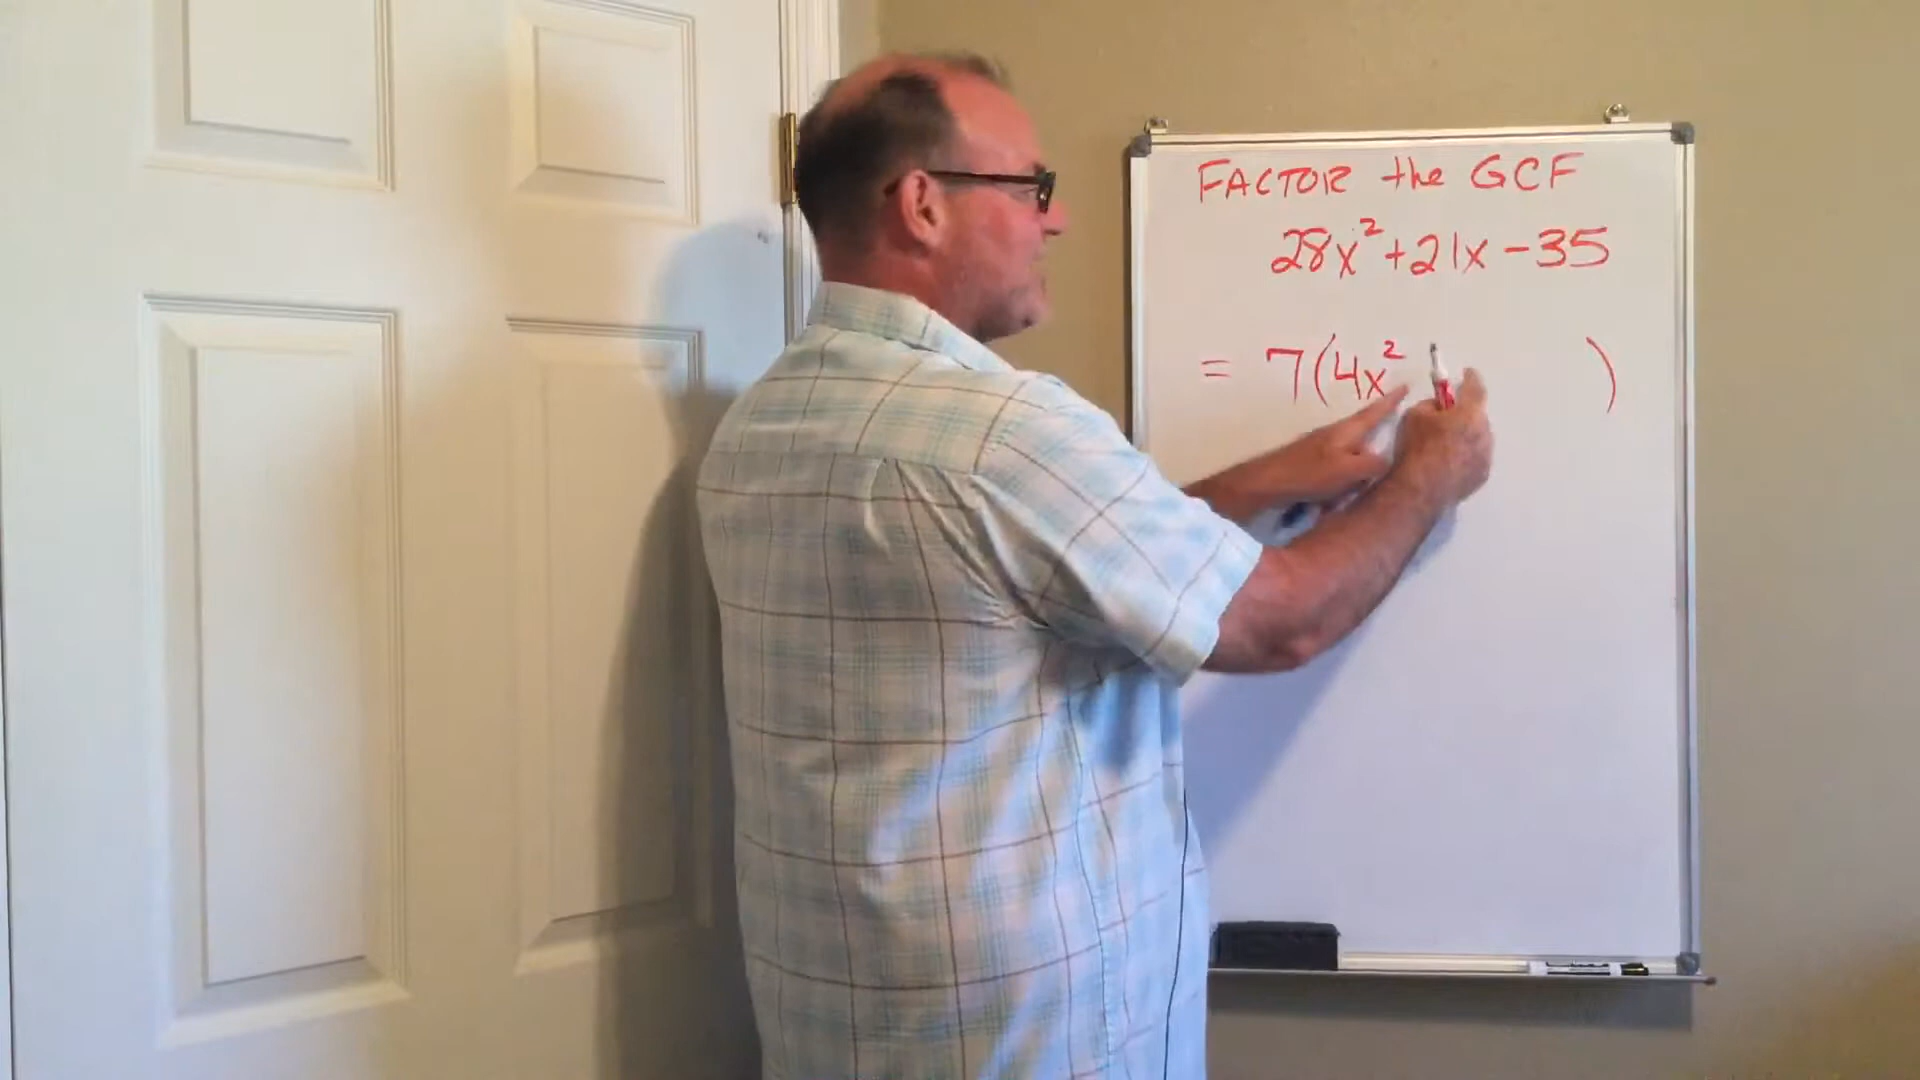 FACTOR the GCF
28x²+21x-35
= 7(4x² )